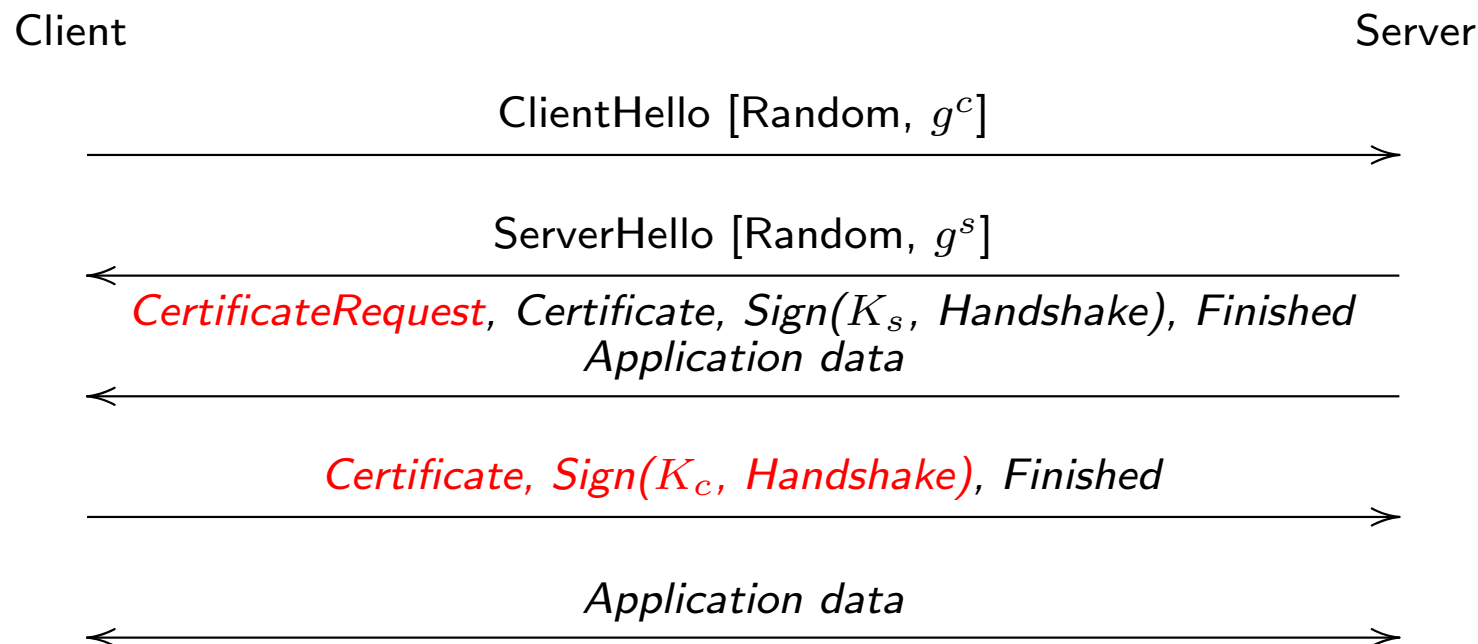 Client Server
ClientHello [Random, g^c]
ServerHello [Random, g^s]
CertificateRequest, Certificate, Sign(K_s, Handshake), Finished
Application data
Certificate, Sign(K_c, Handshake), Finished
Application data